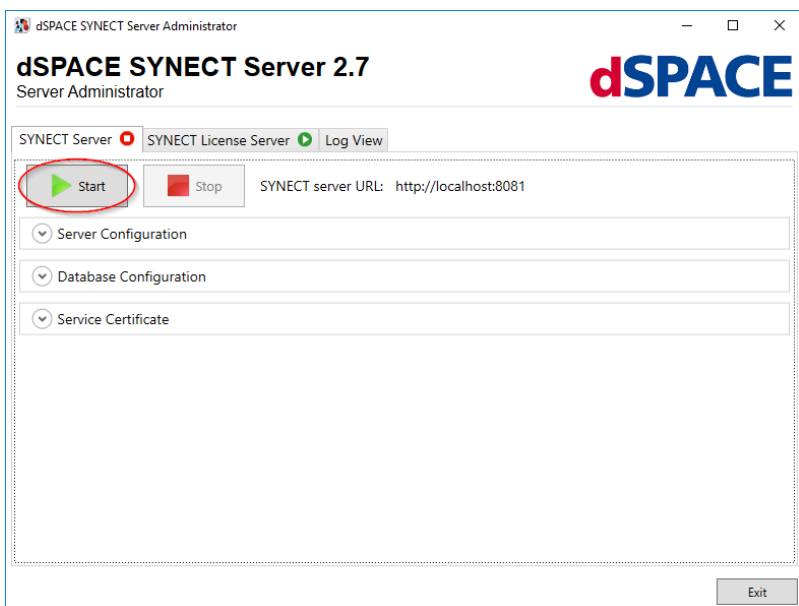 dSPACE SYNECT Server Administrator
dSPACE SYNECT Server 2.7
Server Administrator
dSPACE
SYNECT Server SYNECT License Server Log View
Start Stop SYNECT server URL: http://localhost:8081
Server Configuration
Database Configuration
Service Certificate
Exit